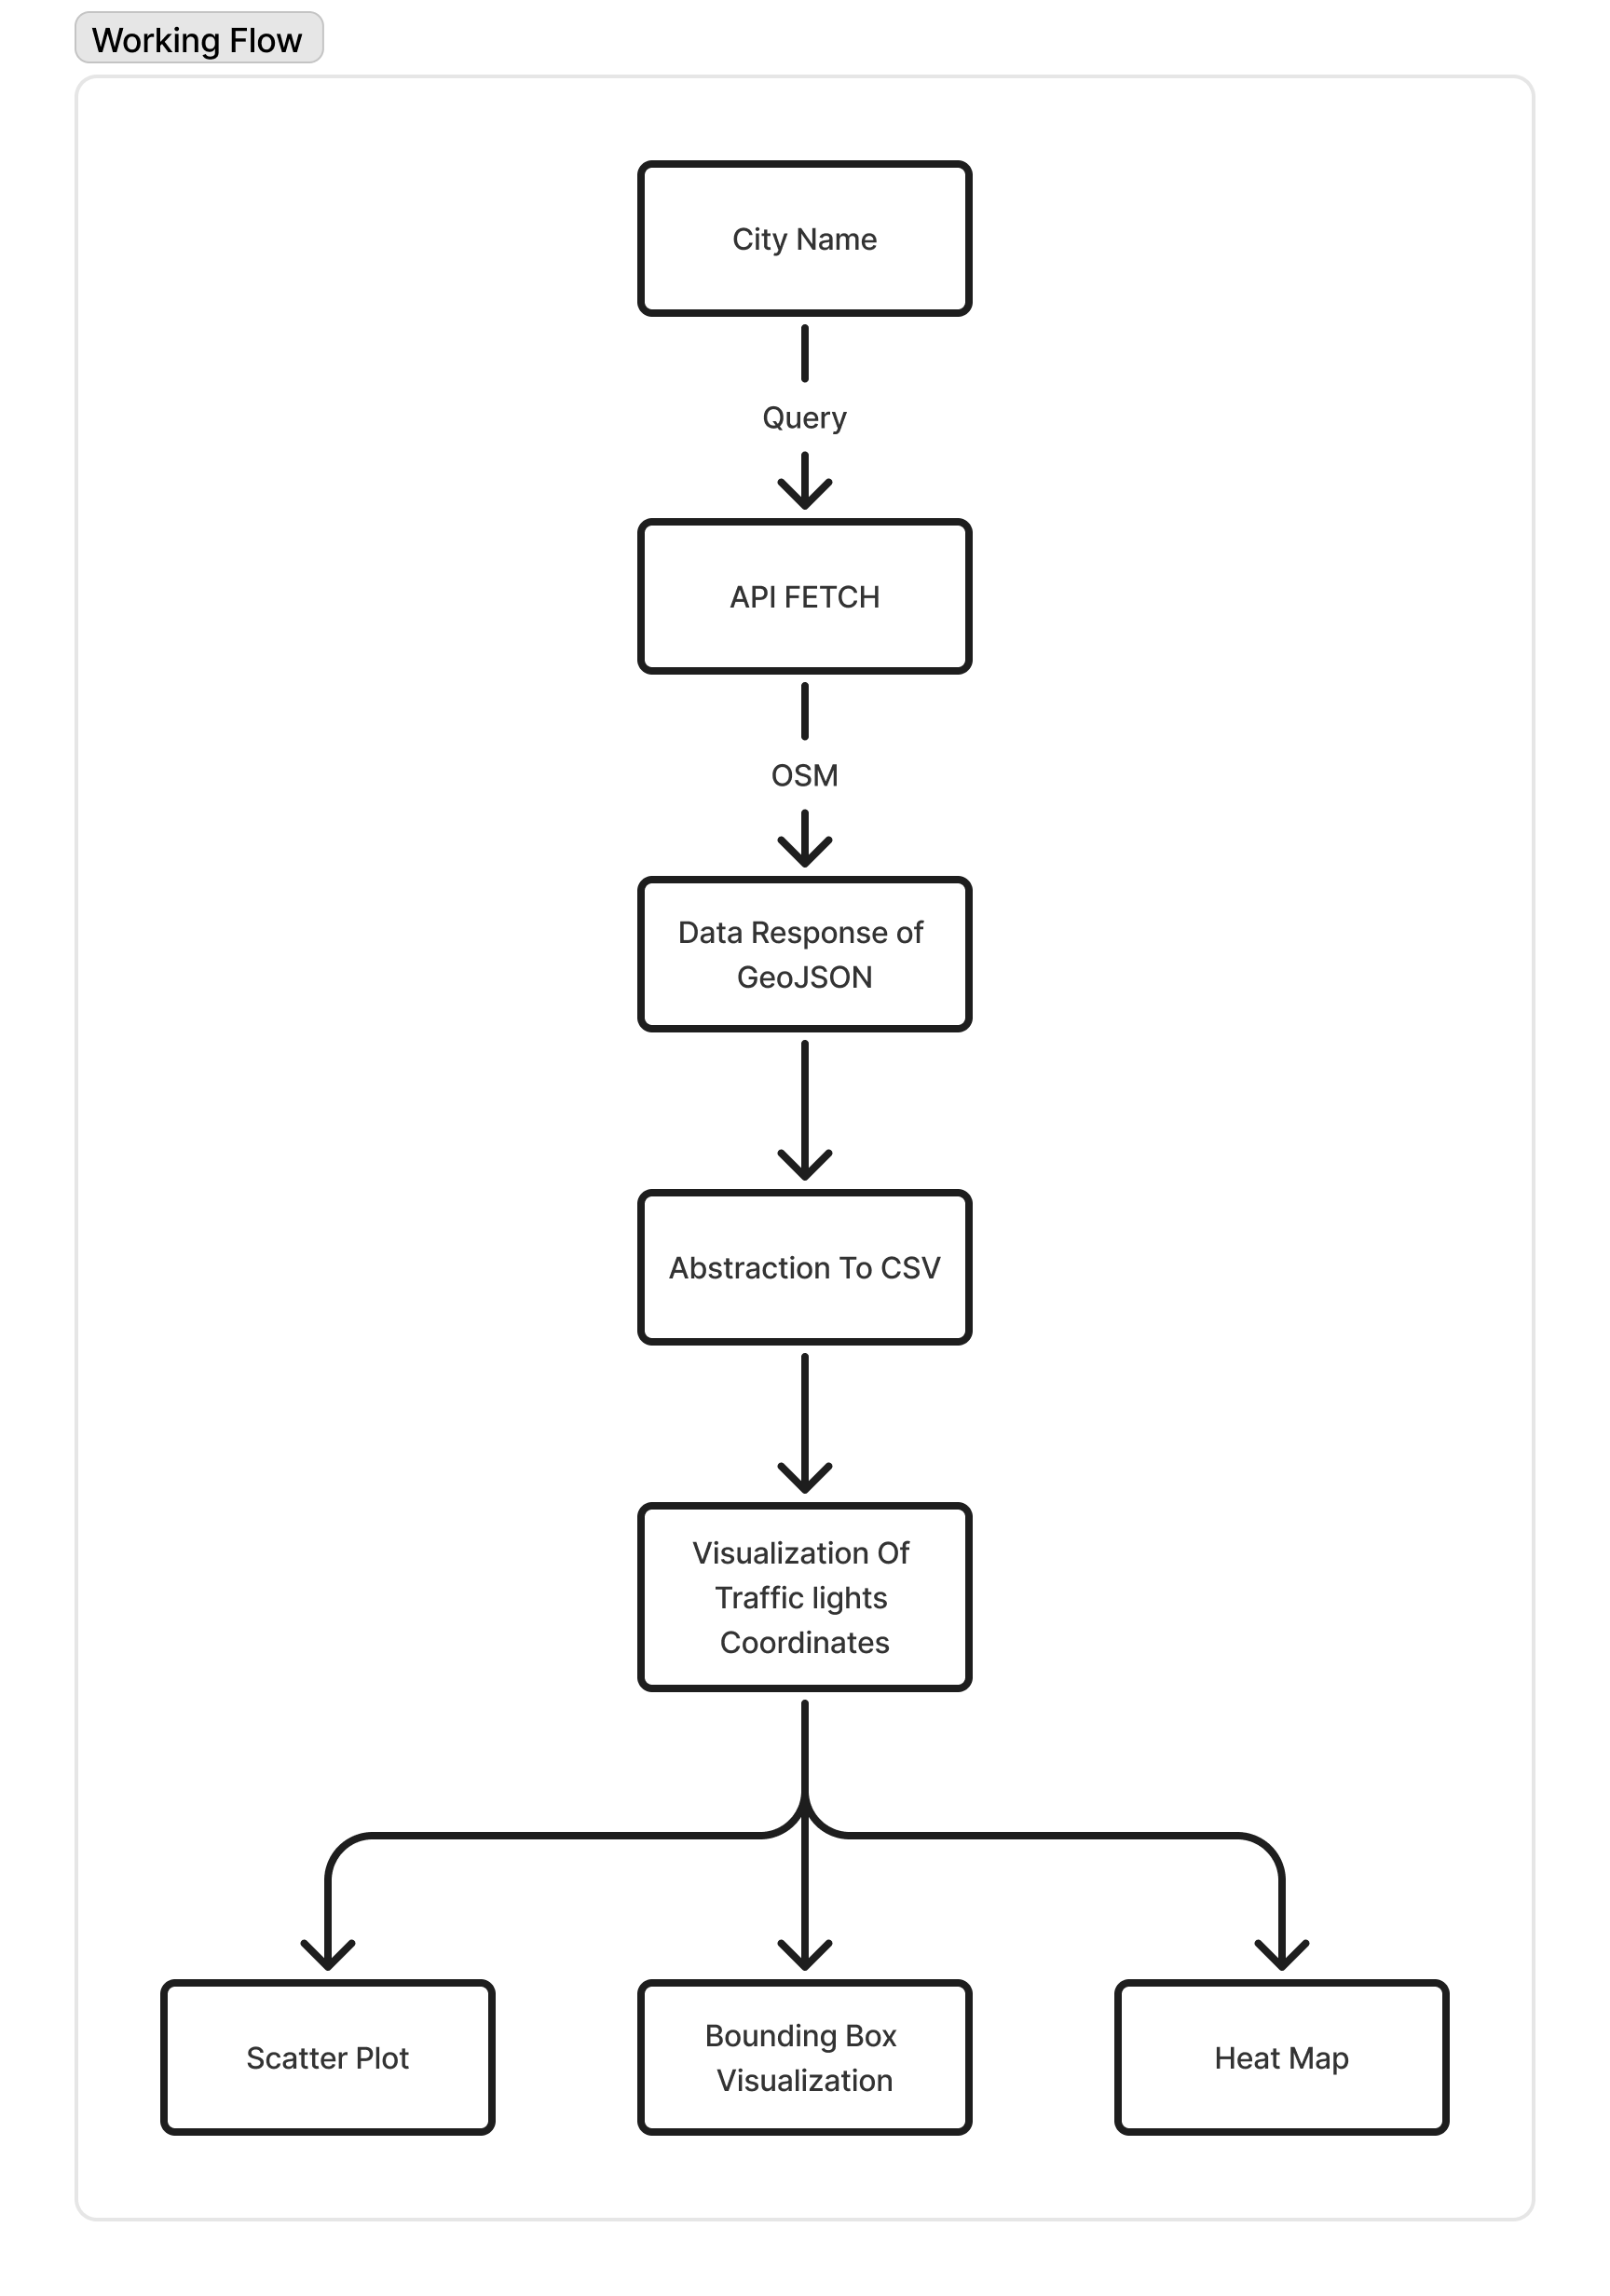 Working Flow
City Name
Query
API FETCH
OSM
Data Response of
GeoJSON
Abstraction To CSV
Visualization Of
Traffic lights
Coordinates
Scatter Plot
Bounding Box
Visualization
Heat Map